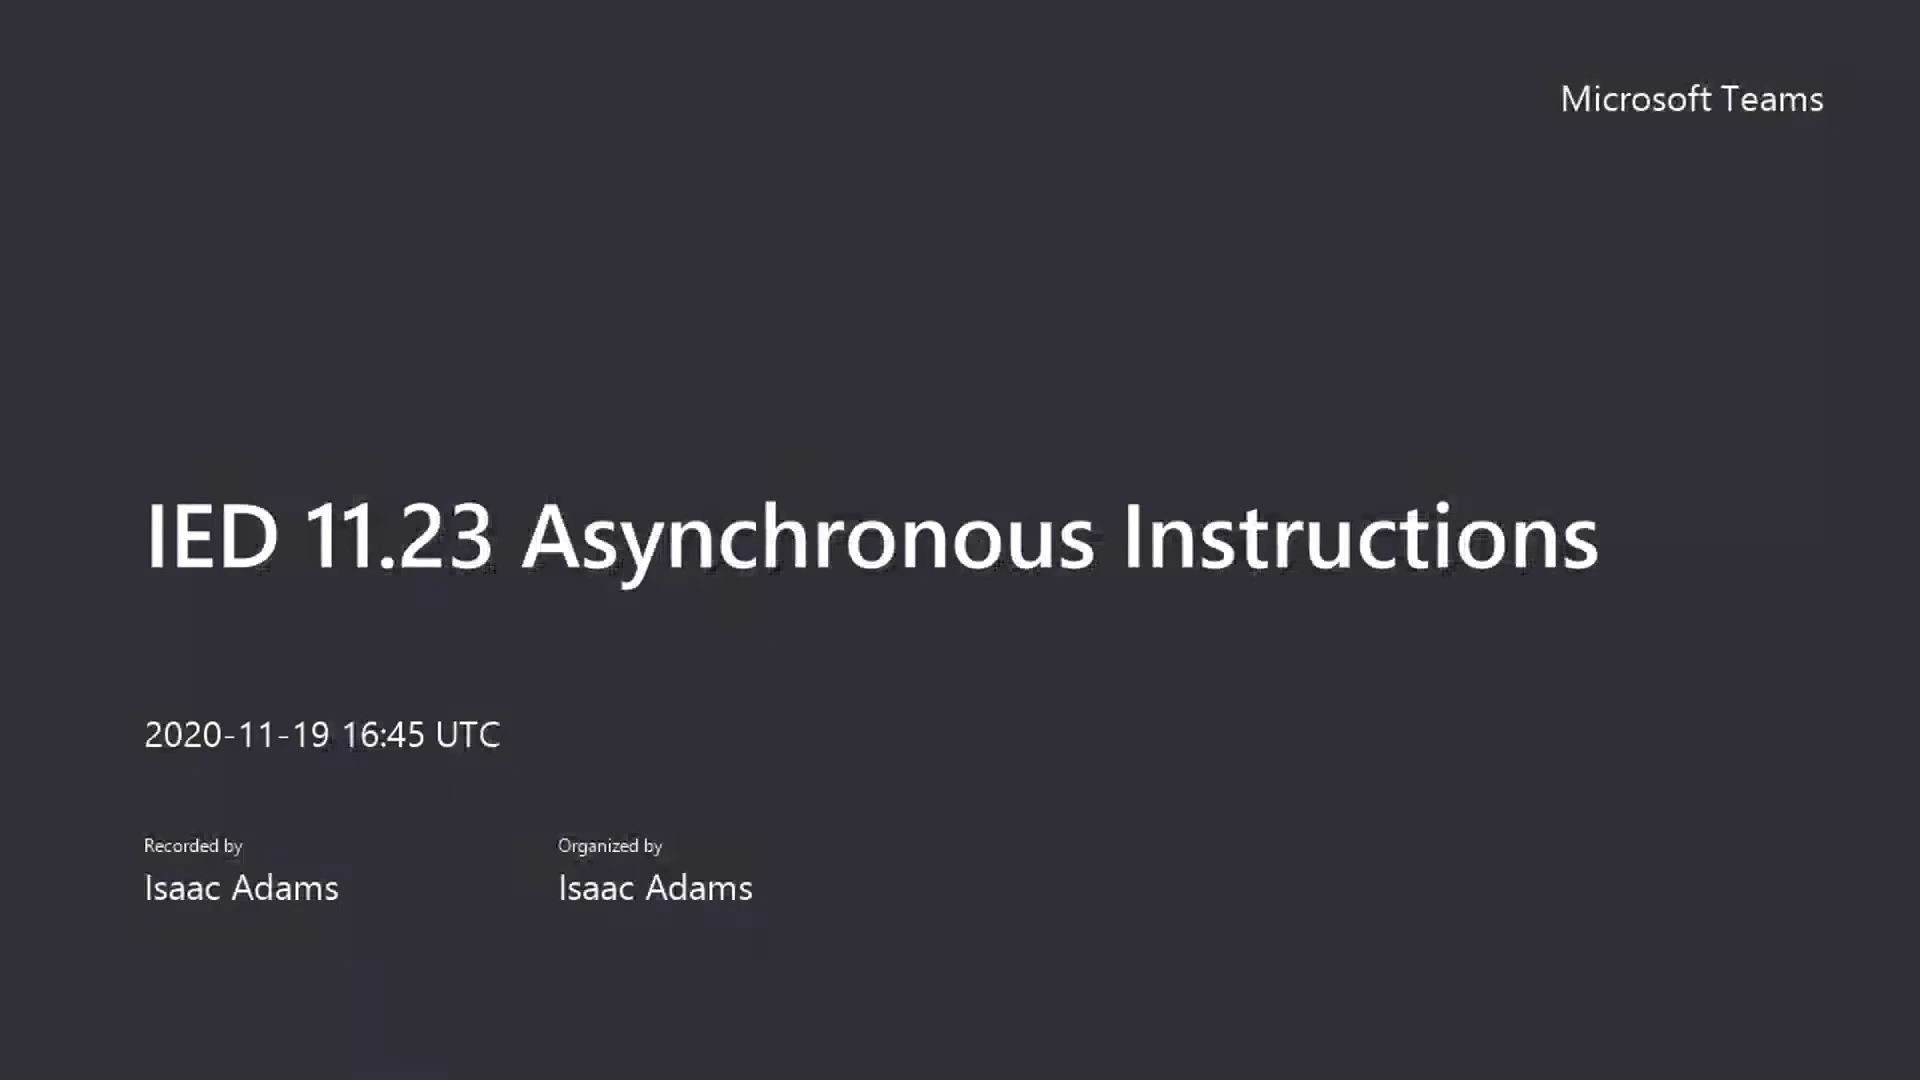 Microsoft Teams
IED 11.23 Asynchronous Instructions
2020-11-19 16:45 UTC
Recorded by
Isaac Adams
Organized by
Isaac Adams